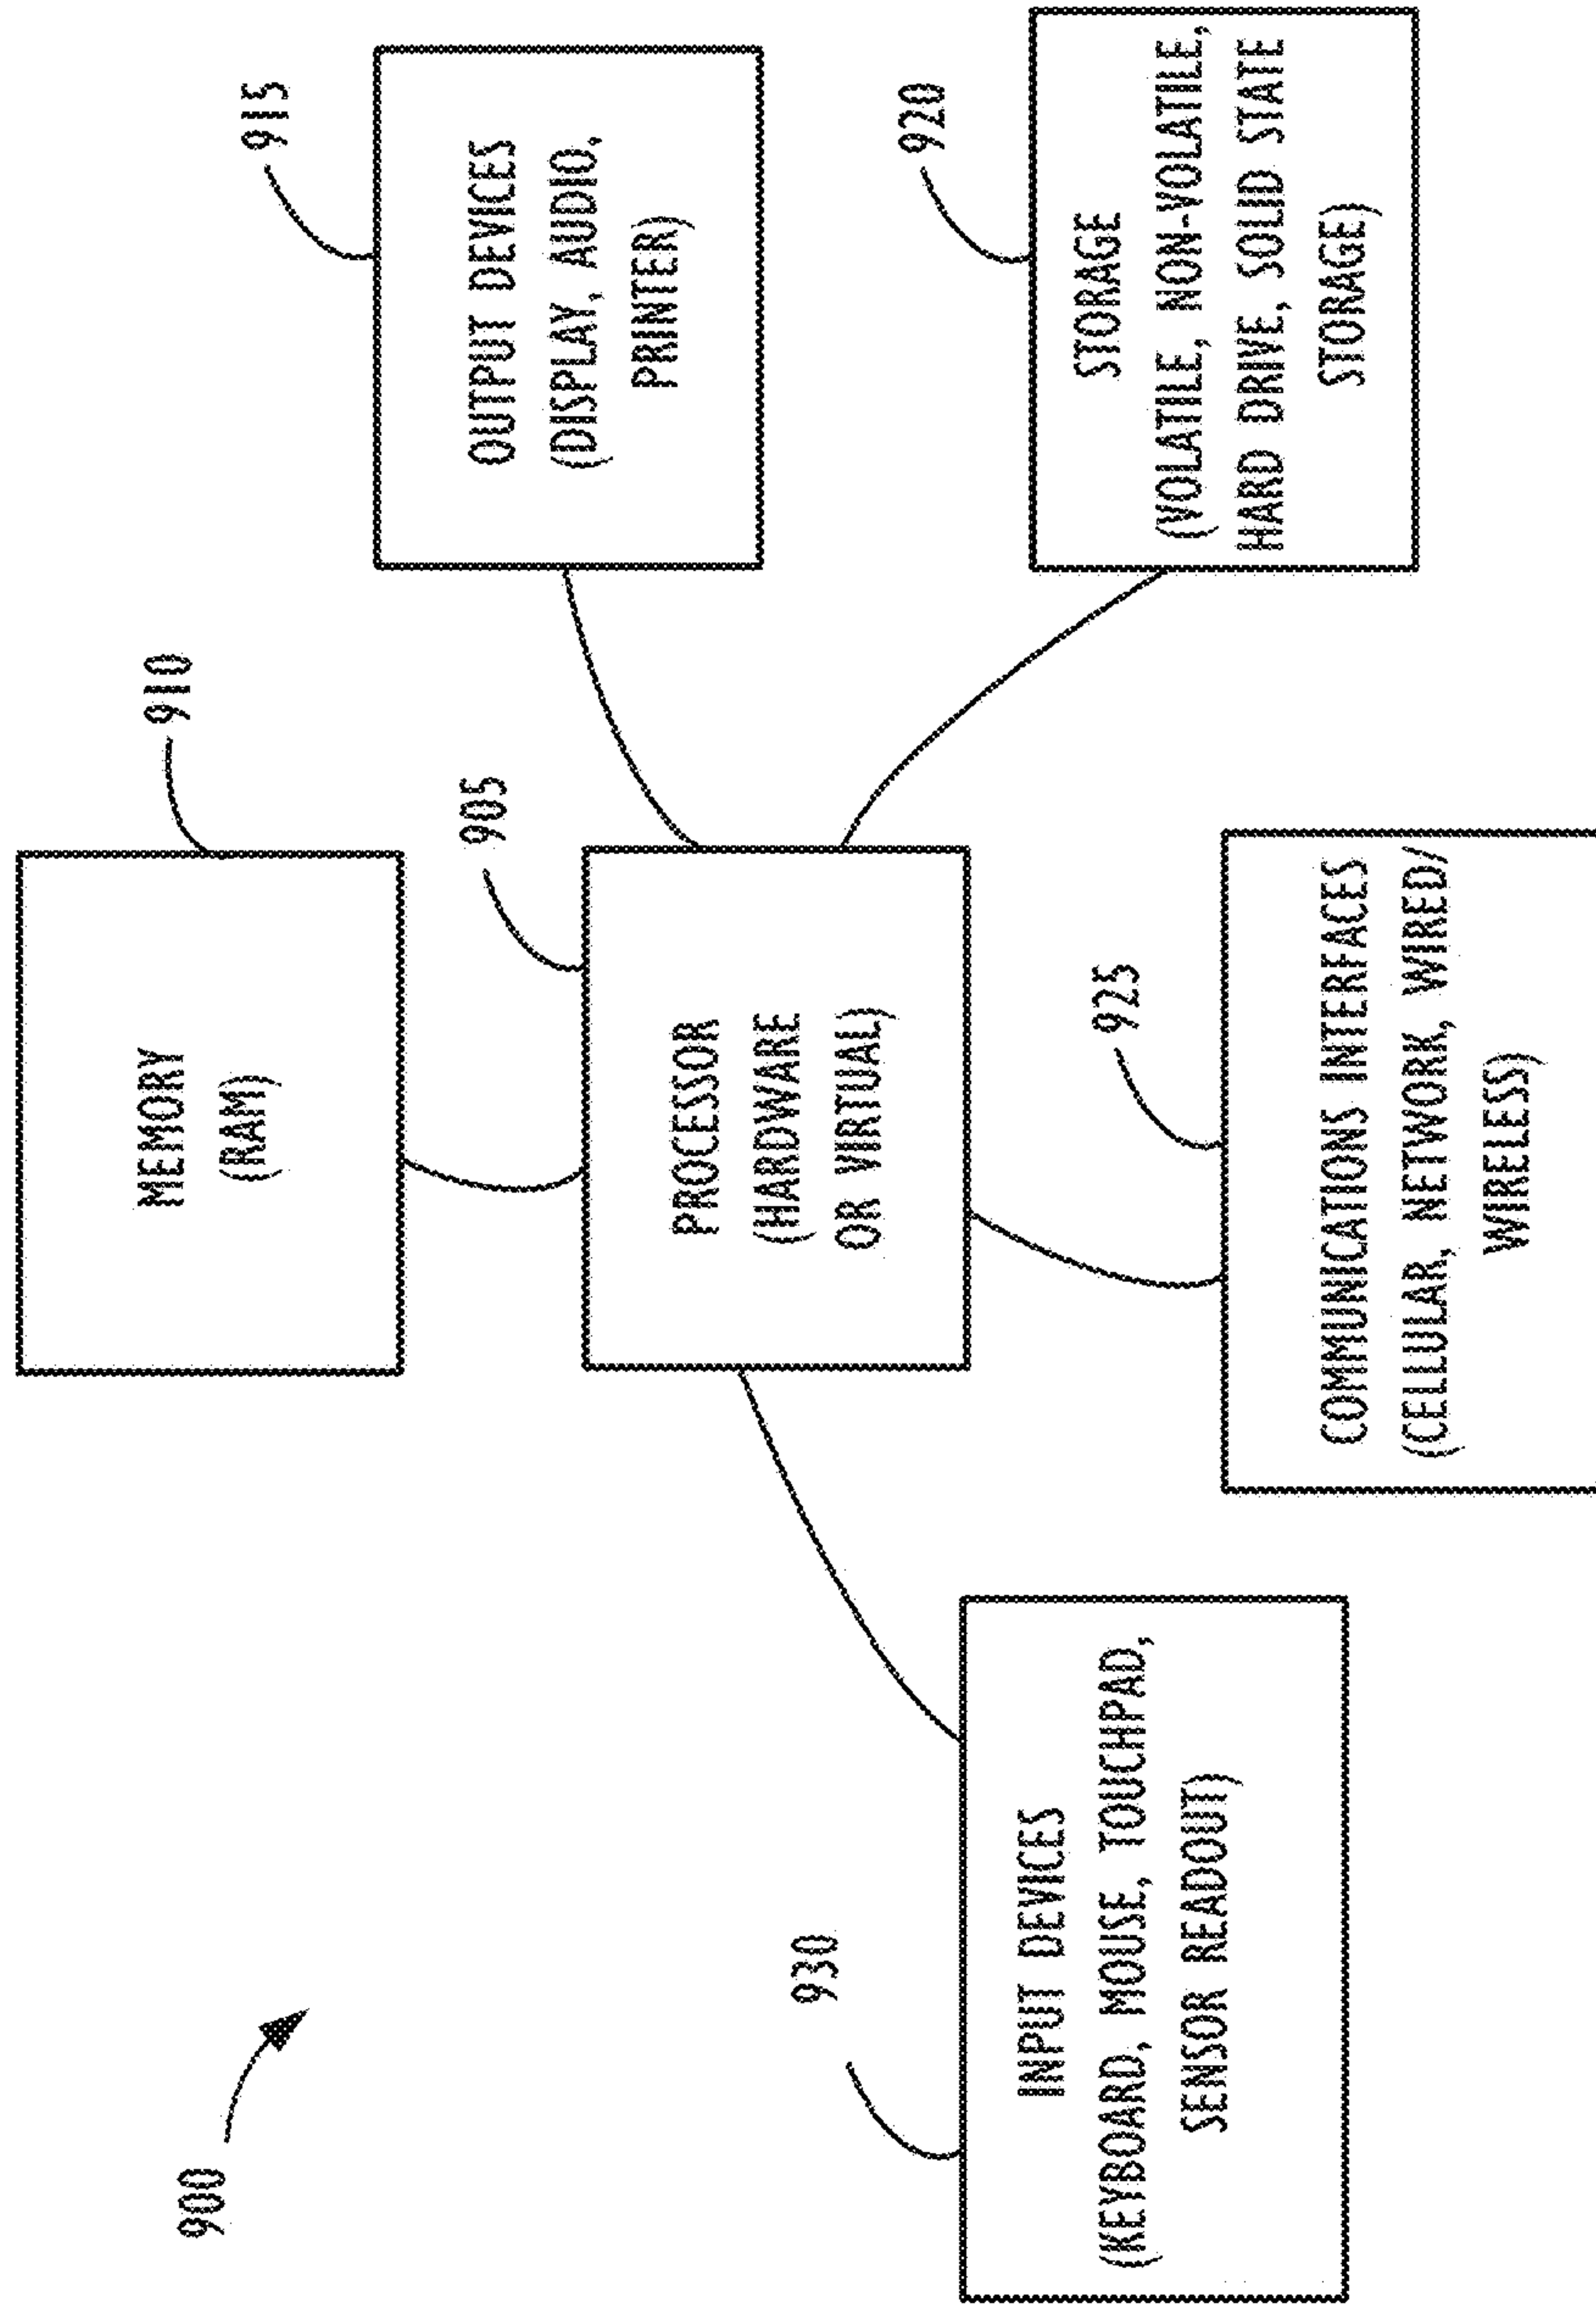 900
910
MEMORY
(RAM)
915
OUTPUT DEVICES
(DISPLAY, AUDIO,
PRINTER)
905
PROCESSOR
(HARDWARE
OR VIRTUAL)
930
INPUT DEVICES
(KEYBOARD, MOUSE, TOUCHPAD,
SENSOR READOUT)
920
STORAGE
(VOLATILE, NON-VOLATILE,
HARD DRIVE, SOLID STATE
STORAGE)
925
COMMUNICATIONS INTERFACES
(CELLULAR, NETWORK, WIRED/
WIRELESS)